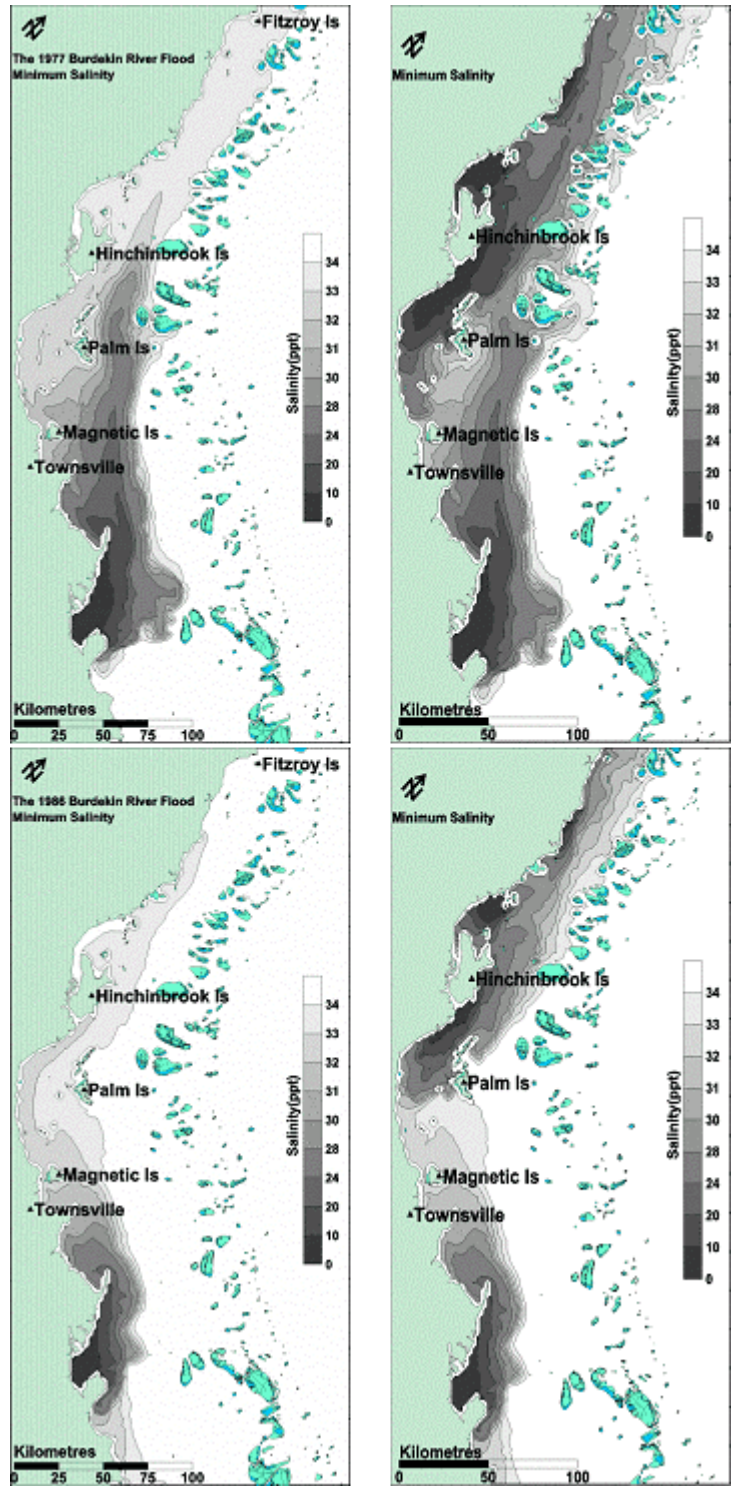 Fitzroy Is
N
The 1977 Burdekin River Flood
Minimum Salinity
Hinchinbrook Is
Palm Is
Magnetic Is
Townsville
Salinity(ppt)
34
33
32
31
30
28
24
20
10
0
Kilometres
0 25 50 75 100
N
Minimum Salinity
Hinchinbrook Is
Palm Is
Magnetic Is
Townsville
Salinity(ppt)
34
33
32
31
30
28
24
20
10
0
Kilometres
0 50 100
Fitzroy Is
N
The 1986 Burdekin River Flood
Minimum Salinity
Hinchinbrook Is
Palm Is
Magnetic Is
Townsville
Salinity(ppt)
34
33
32
31
30
28
24
20
10
0
Kilometres
0 25 50 75 100
N
Minimum Salinity
Hinchinbrook Is
Palm Is
Magnetic Is
Townsville
Salinity(ppt)
34
33
32
31
30
28
24
20
10
0
Kilometres
0 50 100